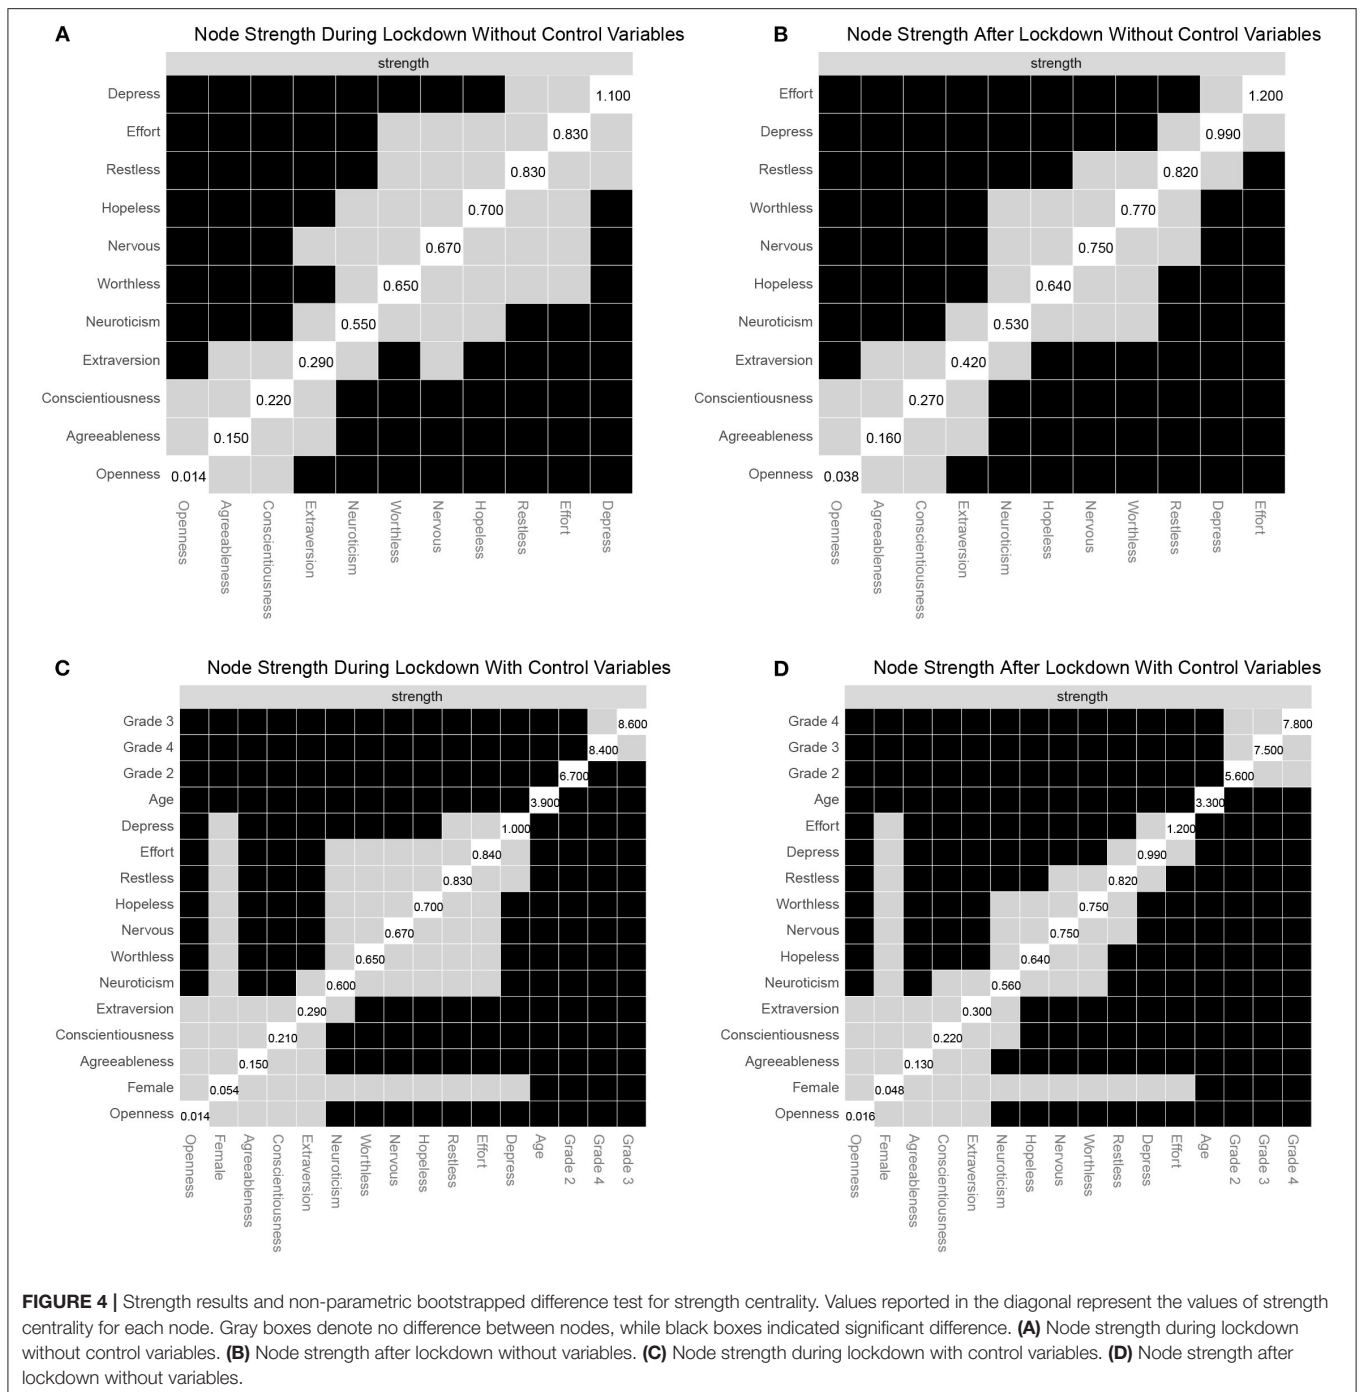 A
Node Strength During Lockdown Without Control Variables
strength
Depress 1.100
Effort 0.830
Restless 0.830
Hopeless 0.700
Nervous 0.670
Worthless 0.650
Neuroticism 0.550
Extraversion 0.290
Conscientiousness 0.220
Agreeableness 0.150
Openness 0.014
Openness
Agreeableness
Conscientiousness
Extraversion
Neuroticism
Worthless
Nervous
Hopeless
Restless
Effort
Depress
B
Node Strength After Lockdown Without Control Variables
strength
Effort 1.200
Depress 0.990
Restless 0.820
Worthless 0.770
Nervous 0.750
Hopeless 0.640
Neuroticism 0.530
Extraversion 0.420
Conscientiousness 0.270
Agreeableness 0.160
Openness 0.038
Openness
Agreeableness
Conscientiousness
Extraversion
Neuroticism
Hopeless
Nervous
Worthless
Restless
Depress
Effort
C
Node Strength During Lockdown With Control Variables
strength
Grade 3 8.600
Grade 4 8.400
Grade 2 6.700
Age 3.900
Depress 1.000
Effort 0.840
Restless 0.830
Hopeless 0.700
Nervous 0.670
Worthless 0.650
Neuroticism 0.600
Extraversion 0.290
Conscientiousness 0.210
Agreeableness 0.150
Female 0.054
Openness 0.014
Openness
Female
Agreeableness
Conscientiousness
Extraversion
Neuroticism
Worthless
Nervous
Hopeless
Restless
Effort
Depress
Age
Grade 2
Grade 4
Grade 3
D
Node Strength After Lockdown With Control Variables
strength
Grade 4 7.800
Grade 3 7.500
Grade 2 5.600
Age 3.300
Effort 1.200
Depress 0.990
Restless 0.820
Worthless 0.750
Nervous 0.750
Hopeless 0.640
Neuroticism 0.560
Extraversion 0.300
Conscientiousness 0.220
Agreeableness 0.130
Female 0.048
Openness 0.016
Openness
Female
Agreeableness
Conscientiousness
Extraversion
Neuroticism
Hopeless
Nervous
Worthless
Restless
Depress
Effort
Age
Grade 2
Grade 3
Grade 4
FIGURE 4 | Strength results and non-parametric bootstrapped difference test for strength centrality. Values reported in the diagonal represent the values of strength
centrality for each node. Gray boxes denote no difference between nodes, while black boxes indicated significant difference. (A) Node strength during lockdown
without control variables. (B) Node strength after lockdown without variables. (C) Node strength during lockdown with control variables. (D) Node strength after
lockdown without variables.